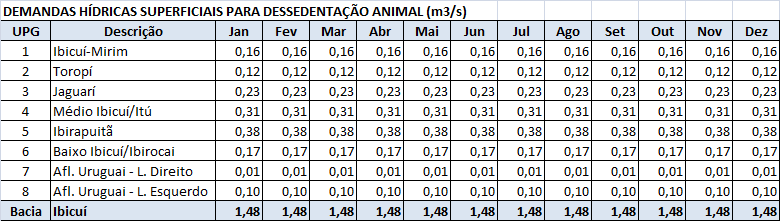 DEMANDAS HÍDRICAS SUPERFICIAIS PARA DESSEDENTAÇÃO ANIMAL (m3/s)
UPG Descrição Jan Fev Mar Abr Mai Jun Jul Ago Set Out Nov Dez
1 Ibicuí-Mirim 0,16 0,16 0,16 0,16 0,16 0,16 0,16 0,16 0,16 0,16 0,16 0,16
2 Toropí 0,12 0,12 0,12 0,12 0,12 0,12 0,12 0,12 0,12 0,12 0,12 0,12
3 Jaguarí 0,23 0,23 0,23 0,23 0,23 0,23 0,23 0,23 0,23 0,23 0,23 0,23
4 Médio Ibicuí/Itú 0,31 0,31 0,31 0,31 0,31 0,31 0,31 0,31 0,31 0,31 0,31 0,31
5 Ibirapuitã 0,38 0,38 0,38 0,38 0,38 0,38 0,38 0,38 0,38 0,38 0,38 0,38
6 Baixo Ibicuí/Ibirocai 0,17 0,17 0,17 0,17 0,17 0,17 0,17 0,17 0,17 0,17 0,17 0,17
7 Afl. Uruguai - L. Direito 0,01 0,01 0,01 0,01 0,01 0,01 0,01 0,01 0,01 0,01 0,01 0,01
8 Afl. Uruguai - L. Esquerdo 0,10 0,10 0,10 0,10 0,10 0,10 0,10 0,10 0,10 0,10 0,10 0,10
Bacia Ibicuí 1,48 1,48 1,48 1,48 1,48 1,48 1,48 1,48 1,48 1,48 1,48 1,48